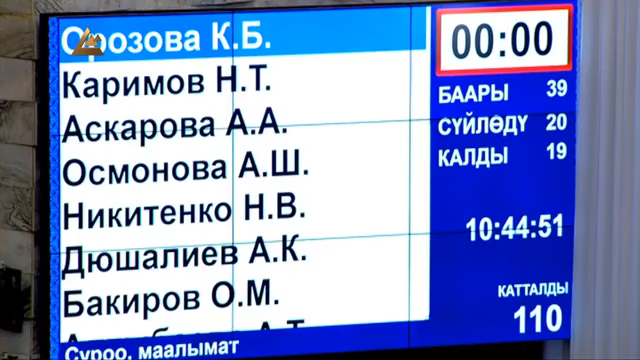 Орозова К.Б.
Каримов Н.Т.
Аскарова А.А.
Осмонова А.Ш.
Никитенко Н.В.
Дюшалиев А.К.
Бакиров О.М.
Суроо, маалымат
00:00
БААРЫ 39
СҮЙЛӨДҮ 20
КАЛДЫ 19
10:44:51
КАТТАЛДЫ
110